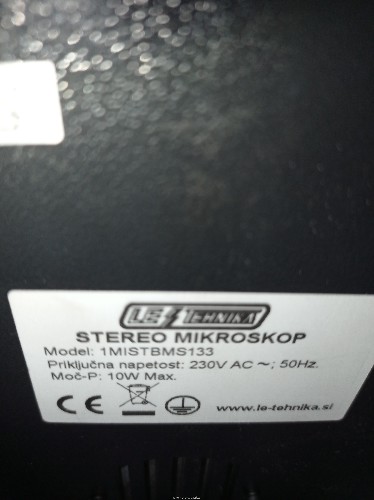 LE TEHNIKA
STEREO MIKROSKOP
Model: 1MISTBMS133
Priključna napetost: 230V AC ~; 50Hz.
Moč-P: 10W Max.
CE www.le-tehnika.si